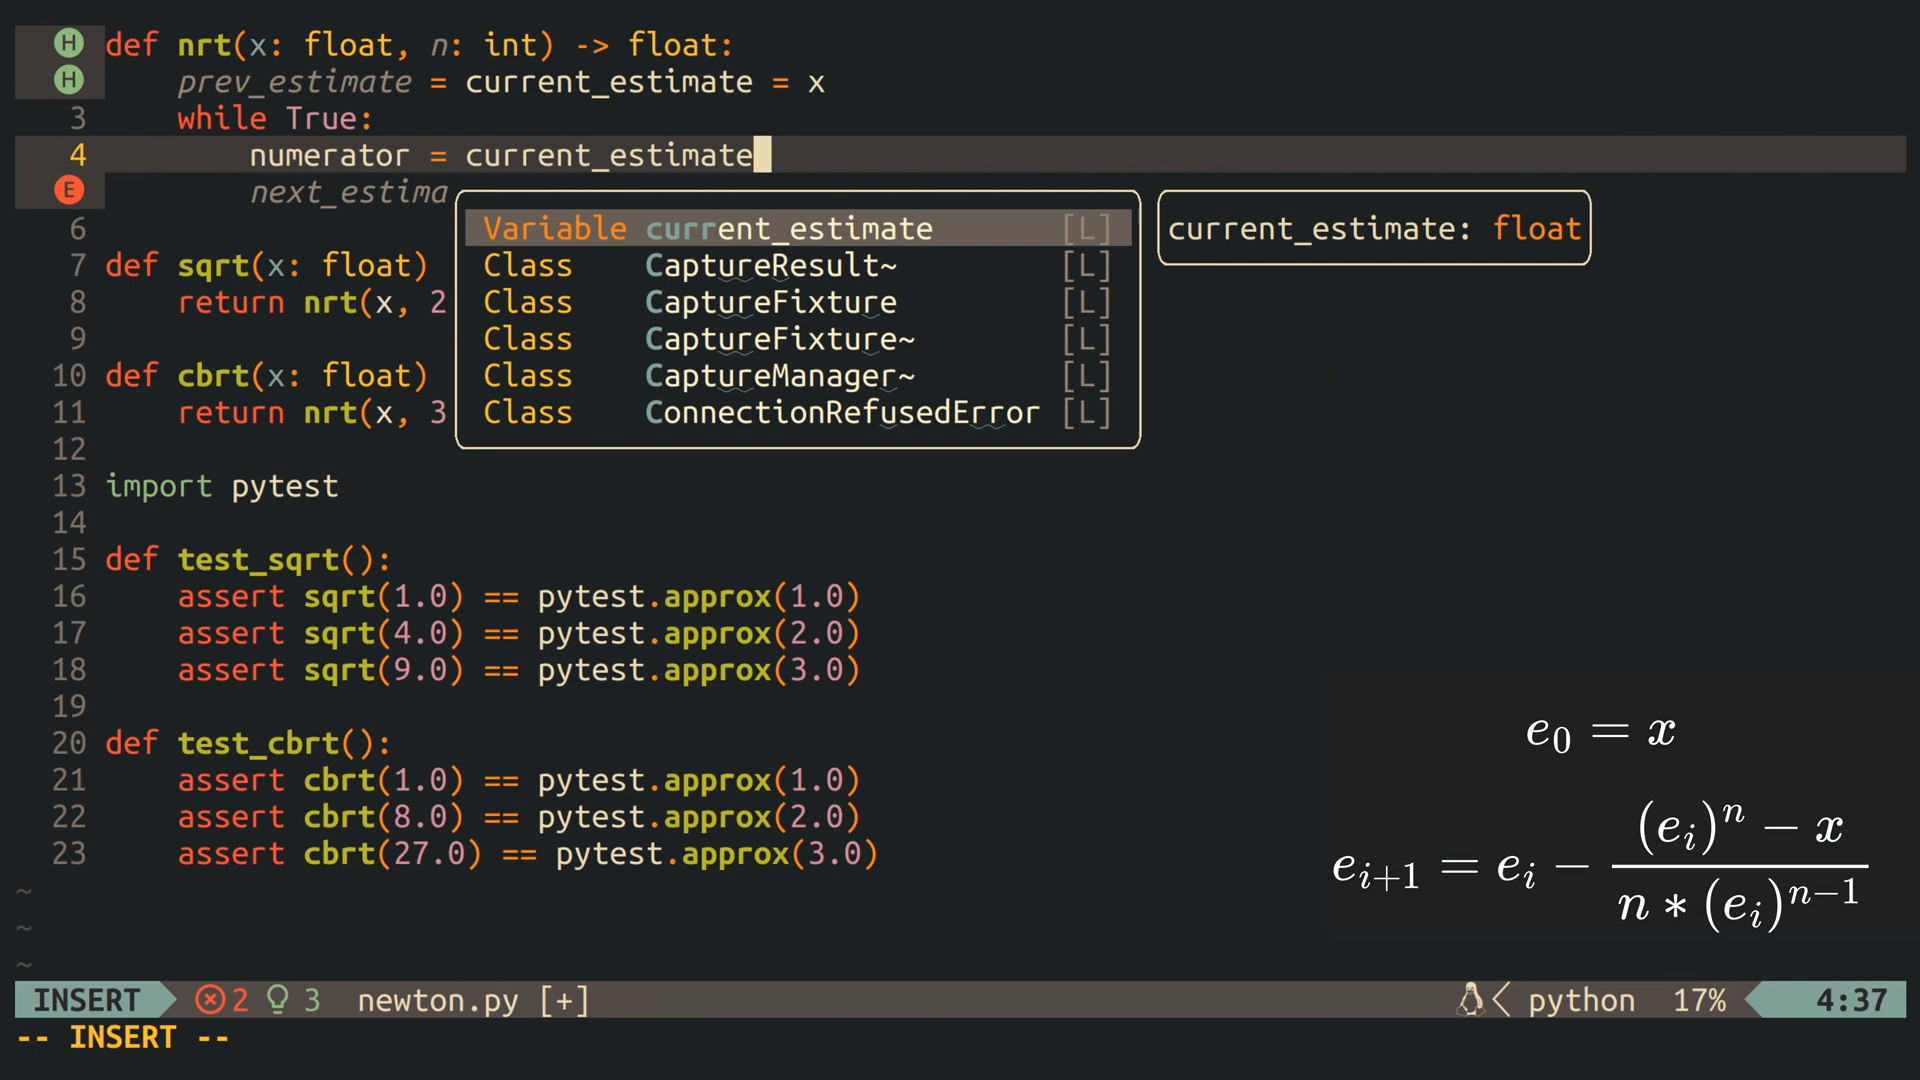 H def nrt(x: float, n: int) -> float:
H     prev_estimate = current_estimate = x
3     while True:
4         numerator = current_estimate
E         next_estima
Variable current_estimate [L]
current_estimate: float
Class CaptureResult~ [L]
Class CaptureFixture [L]
Class CaptureFixture~ [L]
Class CaptureManager~ [L]
Class ConnectionRefusedError [L]
6
7 def sqrt(x: float)
8     return nrt(x, 2
9
10 def cbrt(x: float)
11     return nrt(x, 3
12
13 import pytest
14
15 def test_sqrt():
16     assert sqrt(1.0) == pytest.approx(1.0)
17     assert sqrt(4.0) == pytest.approx(2.0)
18     assert sqrt(9.0) == pytest.approx(3.0)
19
20 def test_cbrt():
21     assert cbrt(1.0) == pytest.approx(1.0)
22     assert cbrt(8.0) == pytest.approx(2.0)
23     assert cbrt(27.0) == pytest.approx(3.0)
~
~
~
e_0 = x
e_{i+1} = e_i - \frac{(e_i)^n - x}{n * (e_i)^{n-1}}
INSERT 2 3 newton.py [+] python 17% 4:37
-- INSERT --